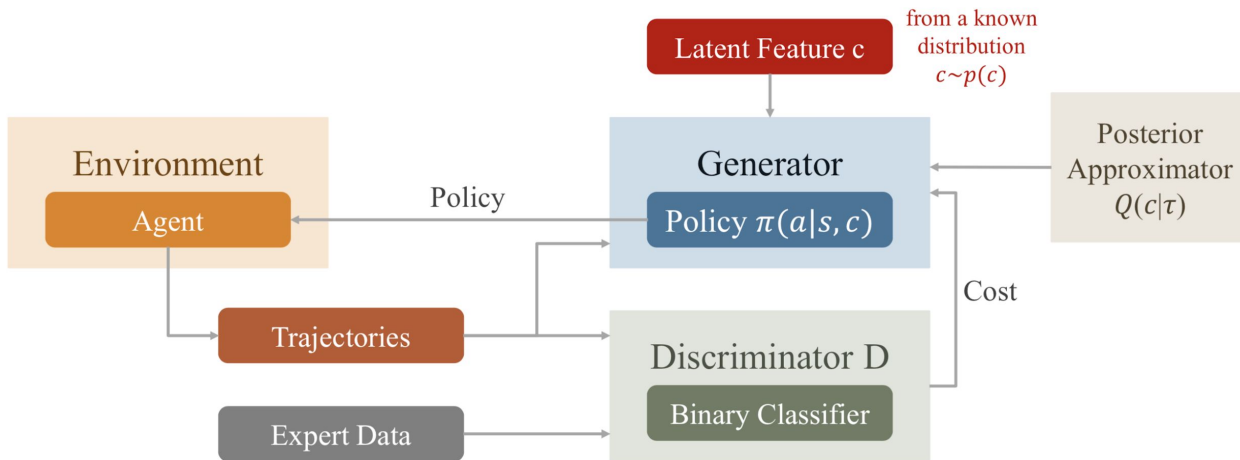 Latent Feature c
from a known
distribution
c~p(c)
Environment
Agent
Policy
Generator
Policy π(a|s, c)
Posterior
Approximator
Q(c|τ)
Trajectories
Cost
Discriminator D
Binary Classifier
Expert Data